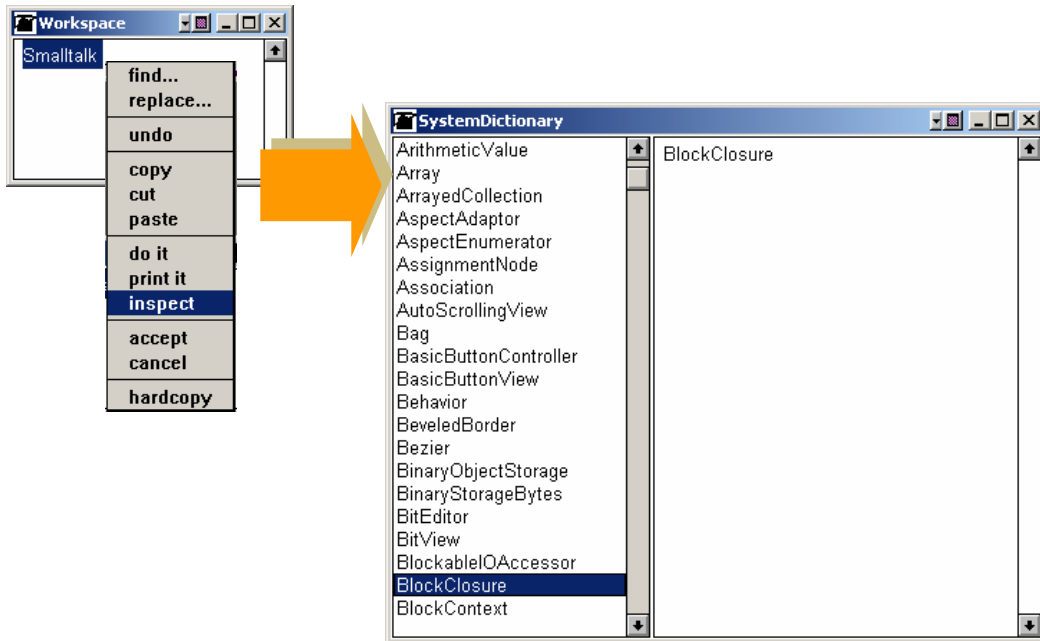 Workspace
Smalltalk
find...
replace...
undo
copy
cut
paste
do it
print it
inspect
accept
cancel
hardcopy
SystemDictionary
ArithmeticValue
Array
ArrayedCollection
AspectAdaptor
AspectEnumerator
AssignmentNode
Association
AutoScrollingView
Bag
BasicButtonController
BasicButtonView
Behavior
BeveledBorder
Bezier
BinaryObjectStorage
BinaryStorageBytes
BitEditor
BitView
BlockableIOAccessor
BlockClosure
BlockContext
BlockClosure